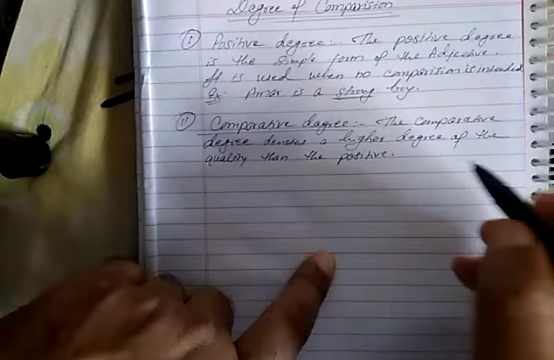 Degree of Comparision
(i) Positive degree:- The positive degree
is the Simple form of the Adjective.
It is used when no comparision is intended
Ex:- Amar is a strong boy.
(ii) Comparative degree:- The comparative
degree denotes a higher degree of the
quality than the positive.